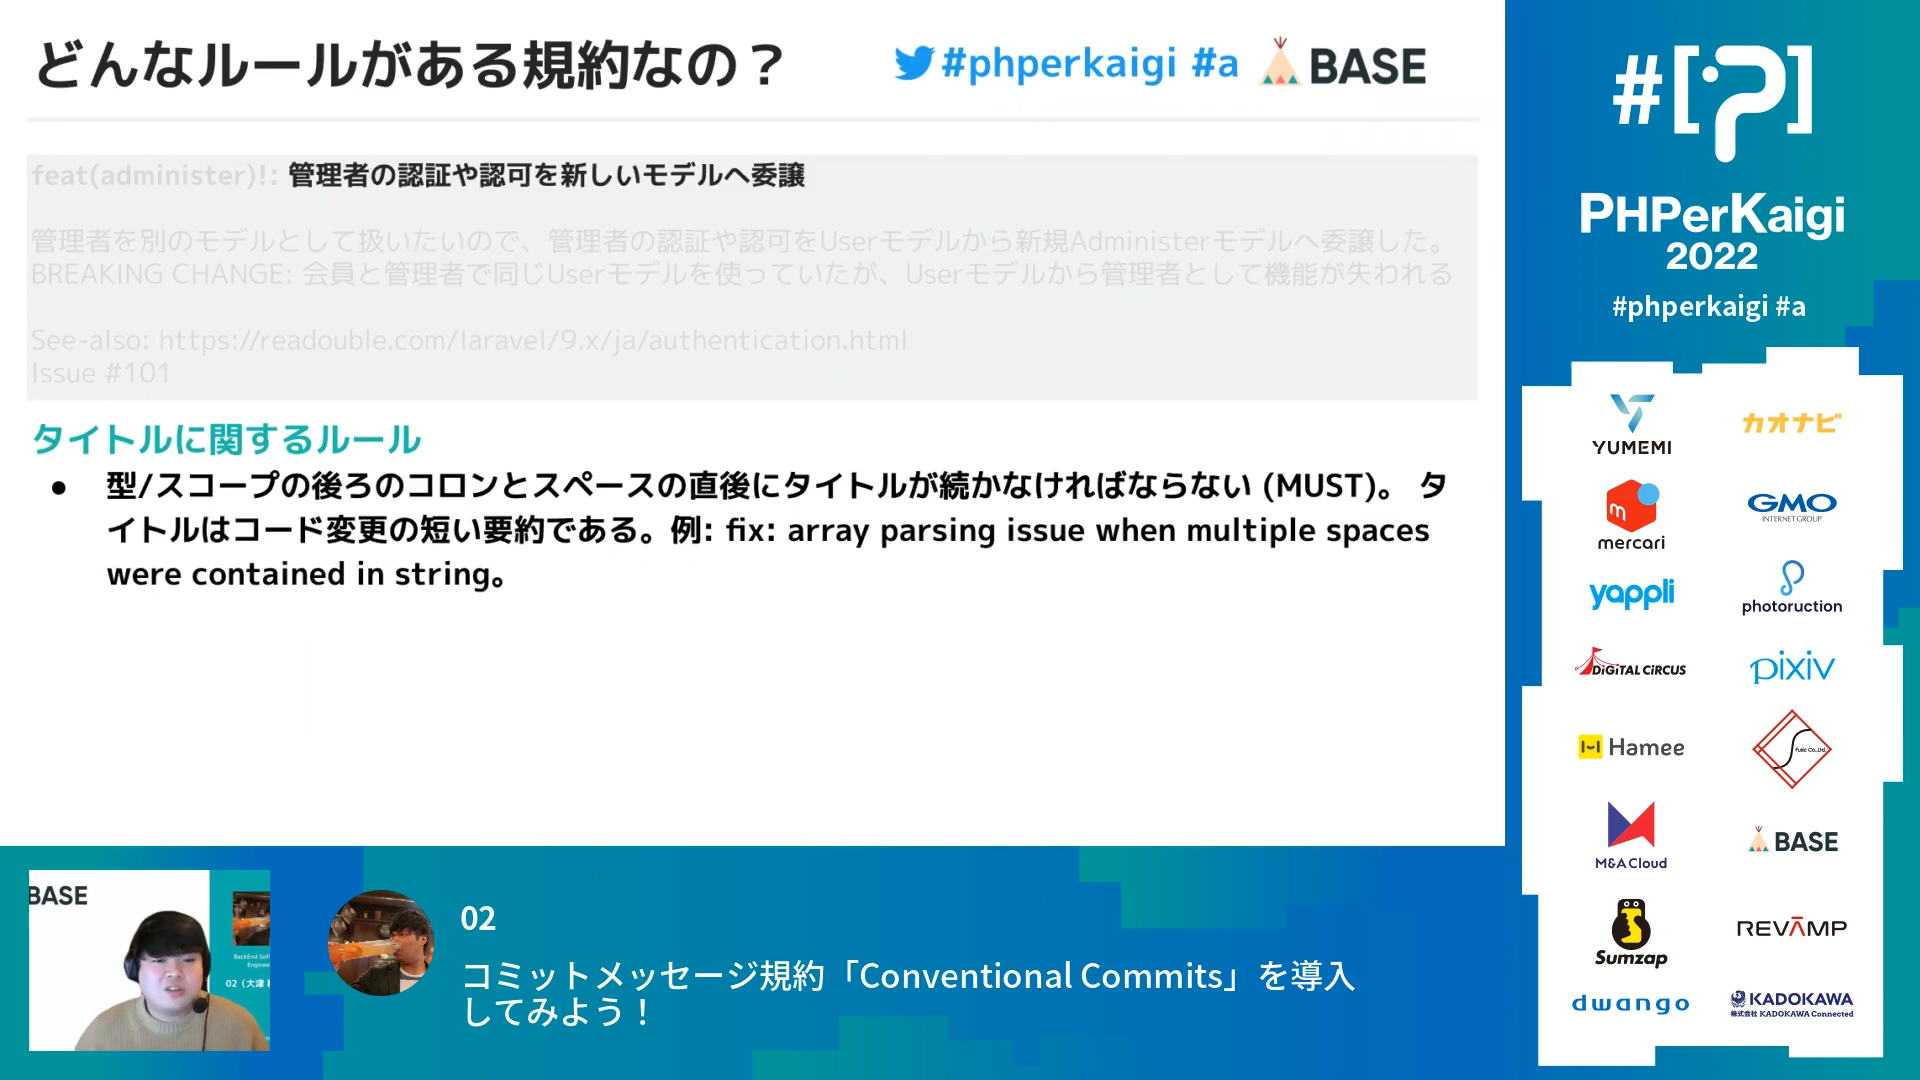 どんなルールがある規約なの？
#phperkaigi #a
BASE
feat(administer)!: 管理者の認証や認可を新しいモデルへ委譲
管理者を別のモデルとして扱いたいので、管理者の認証や認可をUserモデルから新規Administerモデルへ委譲した。
BREAKING CHANGE: 会員と管理者で同じUserモデルを使っていたが、Userモデルから管理者として機能が失われる
See-also: https://readouble.com/laravel/9.x/ja/authentication.html
Issue #101
タイトルに関するルール
● 型/スコープの後ろのコロンとスペースの直後にタイトルが続かなければならない (MUST)。 タ
イトルはコード変更の短い要約である。例: fix: array parsing issue when multiple spaces
were contained in string。
#[?]
PHPerKaigi
2022
#phperkaigi #a
YUMEMI
カオナビ
mercari
GMO
INTERNET GROUP
yappli
photoruction
DIGITAL CIRCUS
pixiv
Hamee
Fusic Co.,Ltd.
M&A Cloud
BASE
Sumzap
REVAMP
dwango
KADOKAWA
株式会社 KADOKAWA Connected
BASE
BackEnd Sof
Enginee
02（大津
02
コミットメッセージ規約「Conventional Commits」を導入
してみよう！